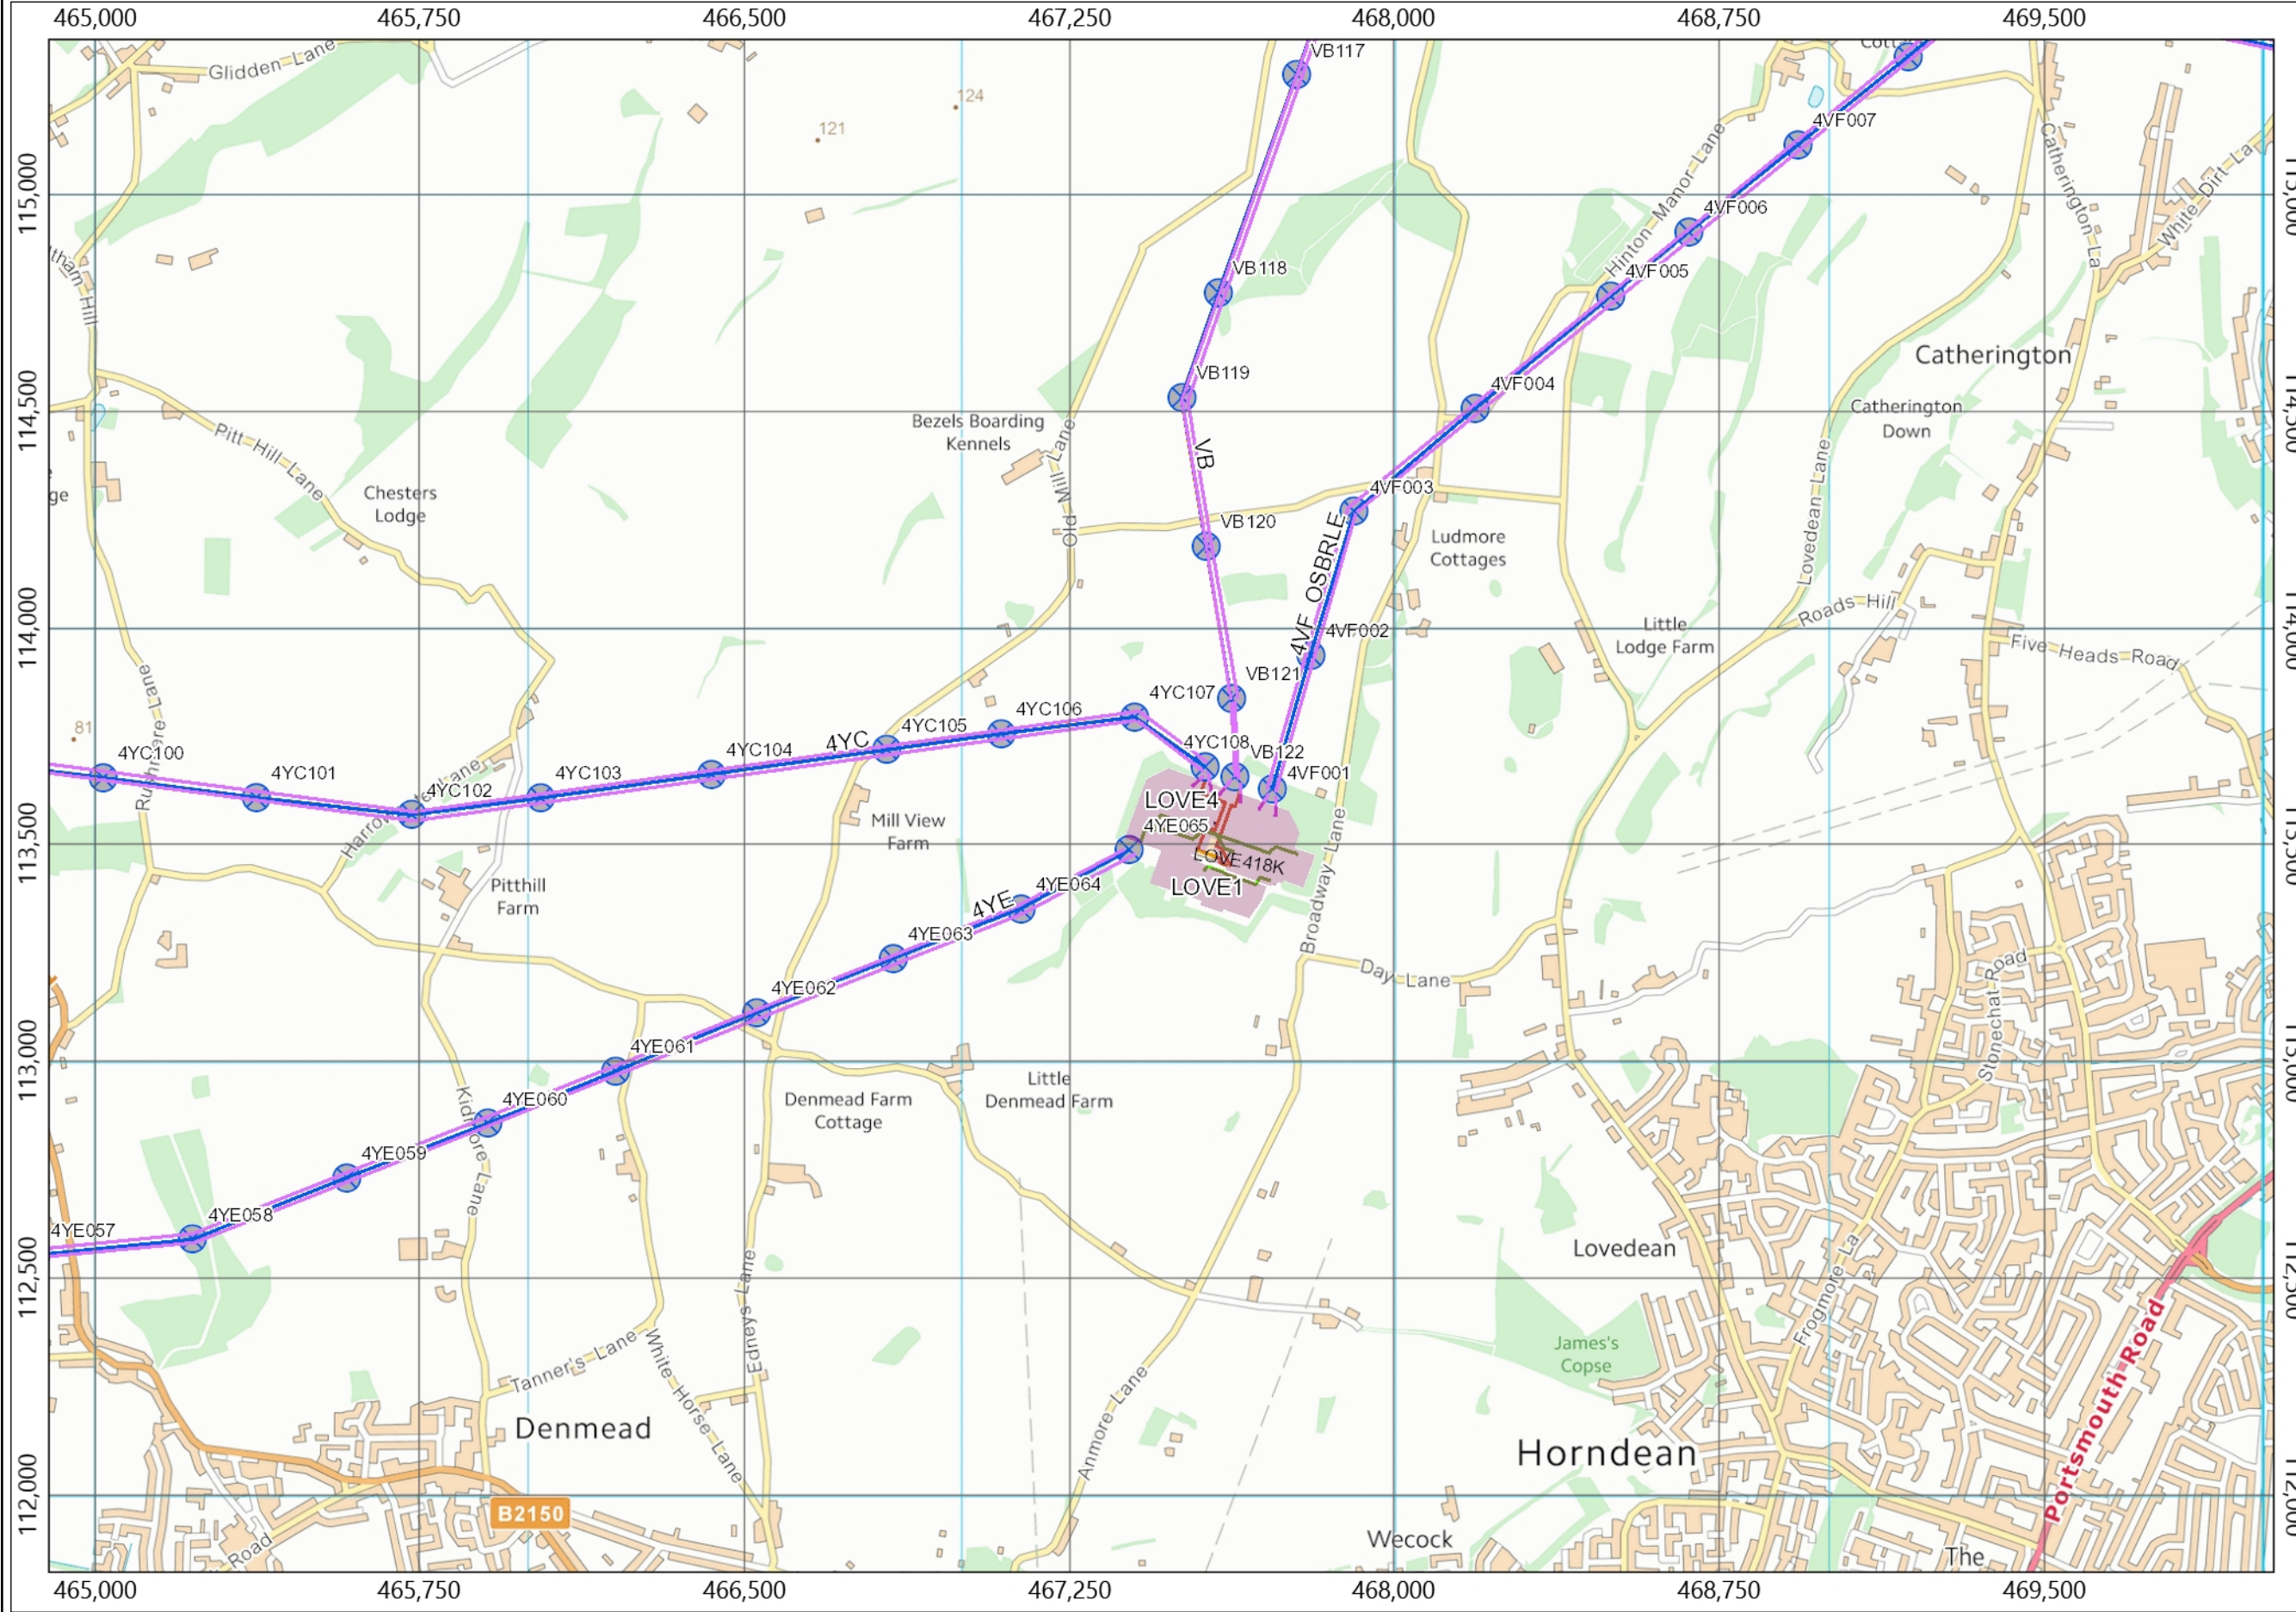 465,000
465,750
466,500
467,250
468,000
468,750
469,500
Glidden Lane
124
121
VB117
4VF007
Catherington La
White Dirt La
115,000
115,000
Hinton Manor Lane
4VF006
VB118
4VF005
Catherington
VB119
4VF004
Catherington
Down
114,500
114,500
Bezels Boarding
Kennels
Pitt Hill Lane
Chesters
Lodge
Old Mill Lane
VB
4VF003
VB120
4VF OSBRLE
Ludmore
Cottages
Lovedean Lane
Roads Hill
Little
Lodge Farm
4VF002
Five Heads Road
114,000
114,000
VB121
4YC107
4YC106
4YC105
4YC
4YC104
4YC108
VB122
4VF001
81
4YC100
Rushmere Lane
4YC101
4YC102
4YC103
LOVE4
4YE065
Mill View
Farm
LOVE418K
LOVE1
Broadway Lane
113,500
113,500
4YE064
4YE
4YE063
Pitthill
Farm
Day Lane
4YE062
Stonechat Road
4YE061
113,000
113,000
4YE060
Little
Denmead Farm
Denmead Farm
Cottage
4YE059
Kidmore Lane
4YE058
4YE057
Lovedean
112,500
112,500
Edneys Lane
Frogmore La
James's
Copse
Tanner's Lane
White Horse Lane
Anmore Lane
Portsmouth Road
Denmead
Horndean
112,000
112,000
B2150
Road
Wecock
The
465,000
465,750
466,500
467,250
468,000
468,750
469,500